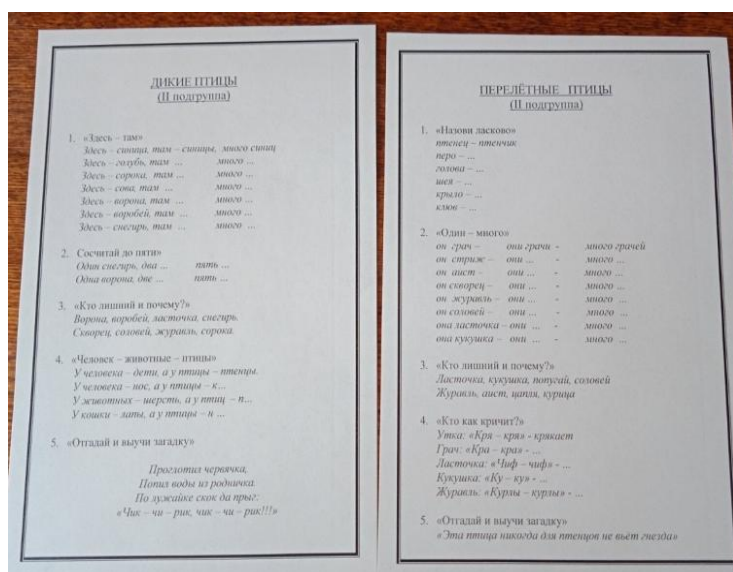 ДИКИЕ ПТИЦЫ
(II подгруппа)
1. «Здесь – там»
Здесь – синица, там – синицы, много синиц
Здесь – голубь, там ... много ...
Здесь – сорока, там ... много ...
Здесь – сова, там ... много ...
Здесь – ворона, там ... много ...
Здесь – воробей, там ... много ...
Здесь – снегирь, там ... много ...
2. Сосчитай до пяти»
Один снегирь, два ... пять ...
Одна ворона, две ... пять ...
3. «Кто лишний и почему?»
Ворона, воробей, ласточка, снегирь.
Скворец, соловей, журавль, сорока.
4. «Человек – животные – птицы»
У человека – дети, а у птицы – птенцы.
У человека – нос, а у птицы – к...
У животных – шерсть, а у птиц – п...
У кошки – лапы, а у птицы – н ...
5. «Отгадай и выучи загадку»
Проглотил червячка,
Попил воды из родничка.
По лужайке скок да прыг:
«Чик – чи – рик, чик – чи – рик!!!»
ПЕРЕЛЁТНЫЕ ПТИЦЫ
(II подгруппа)
1. «Назови ласково»
птенец – птенчик
перо – ...
голова – ...
шея – ...
крыло – ...
клюв – ...
2. «Один – много»
он грач – они грачи - много грачей
он стриж – они ... - много ...
он аист – они ... - много ...
он скворец – они ... - много ...
он журавль – они ... - много ...
он соловей – они ... - много ...
она ласточка – они ... - много ...
она кукушка – они ... - много ...
3. «Кто лишний и почему?»
Ласточка, кукушка, попугай, соловей
Журавль, аист, цапля, курица
4. «Кто как кричит?»
Утка: «Кря – кря» - крякает
Грач: «Кра – кра» - ...
Ласточка: «Чиф – чиф» - ...
Кукушка: «Ку – ку» - ...
Журавль: «Курлы – курлы» - ...
5. «Отгадай и выучи загадку»
«Эта птица никогда для птенцов не вьёт гнезда»